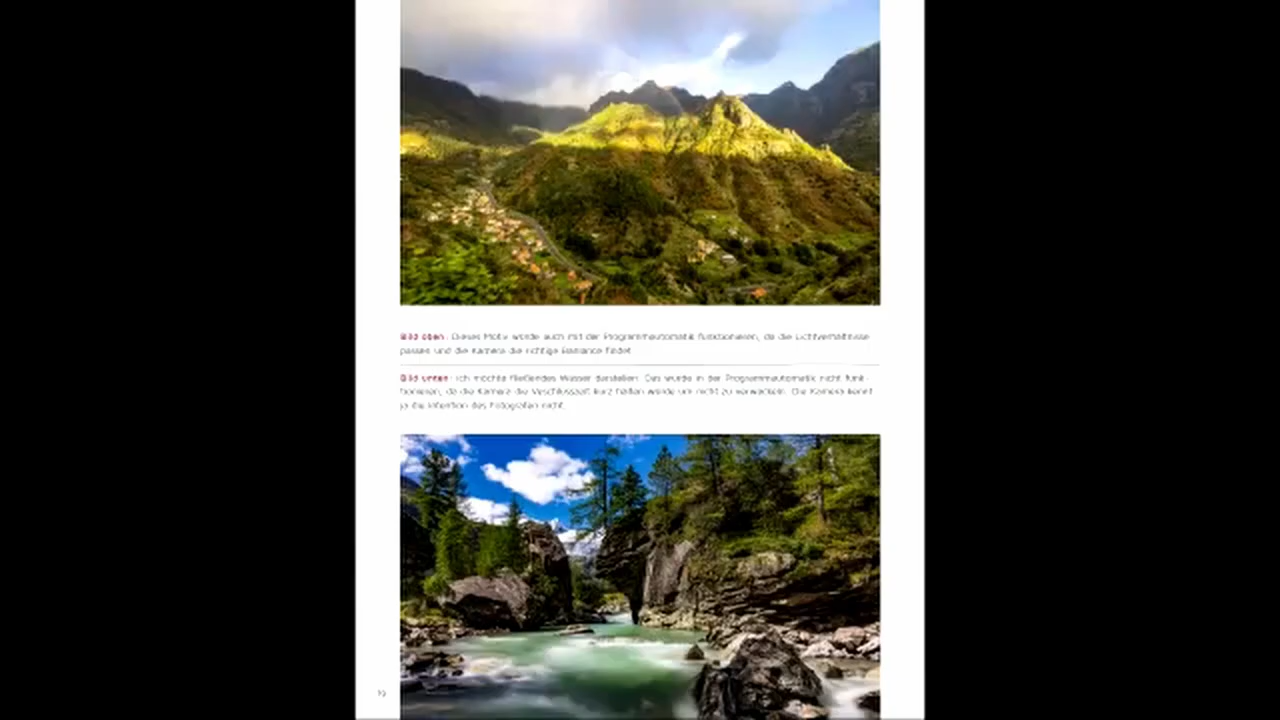 Bild oben: Dieses Motiv würde auch mit der Programmautomatik funktionieren, da die Lichtverhältnisse
passen und die Kamera die richtige Balance findet.
Bild unten: Ich möchte fließendes Wasser darstellen. Das würde in der Programmautomatik nicht funk-
tionieren, da die Kamera die Verschlusszeit kurz halten würde um nicht zu verwackeln. Die Kamera kennt
ja die Intention des Fotografen nicht.